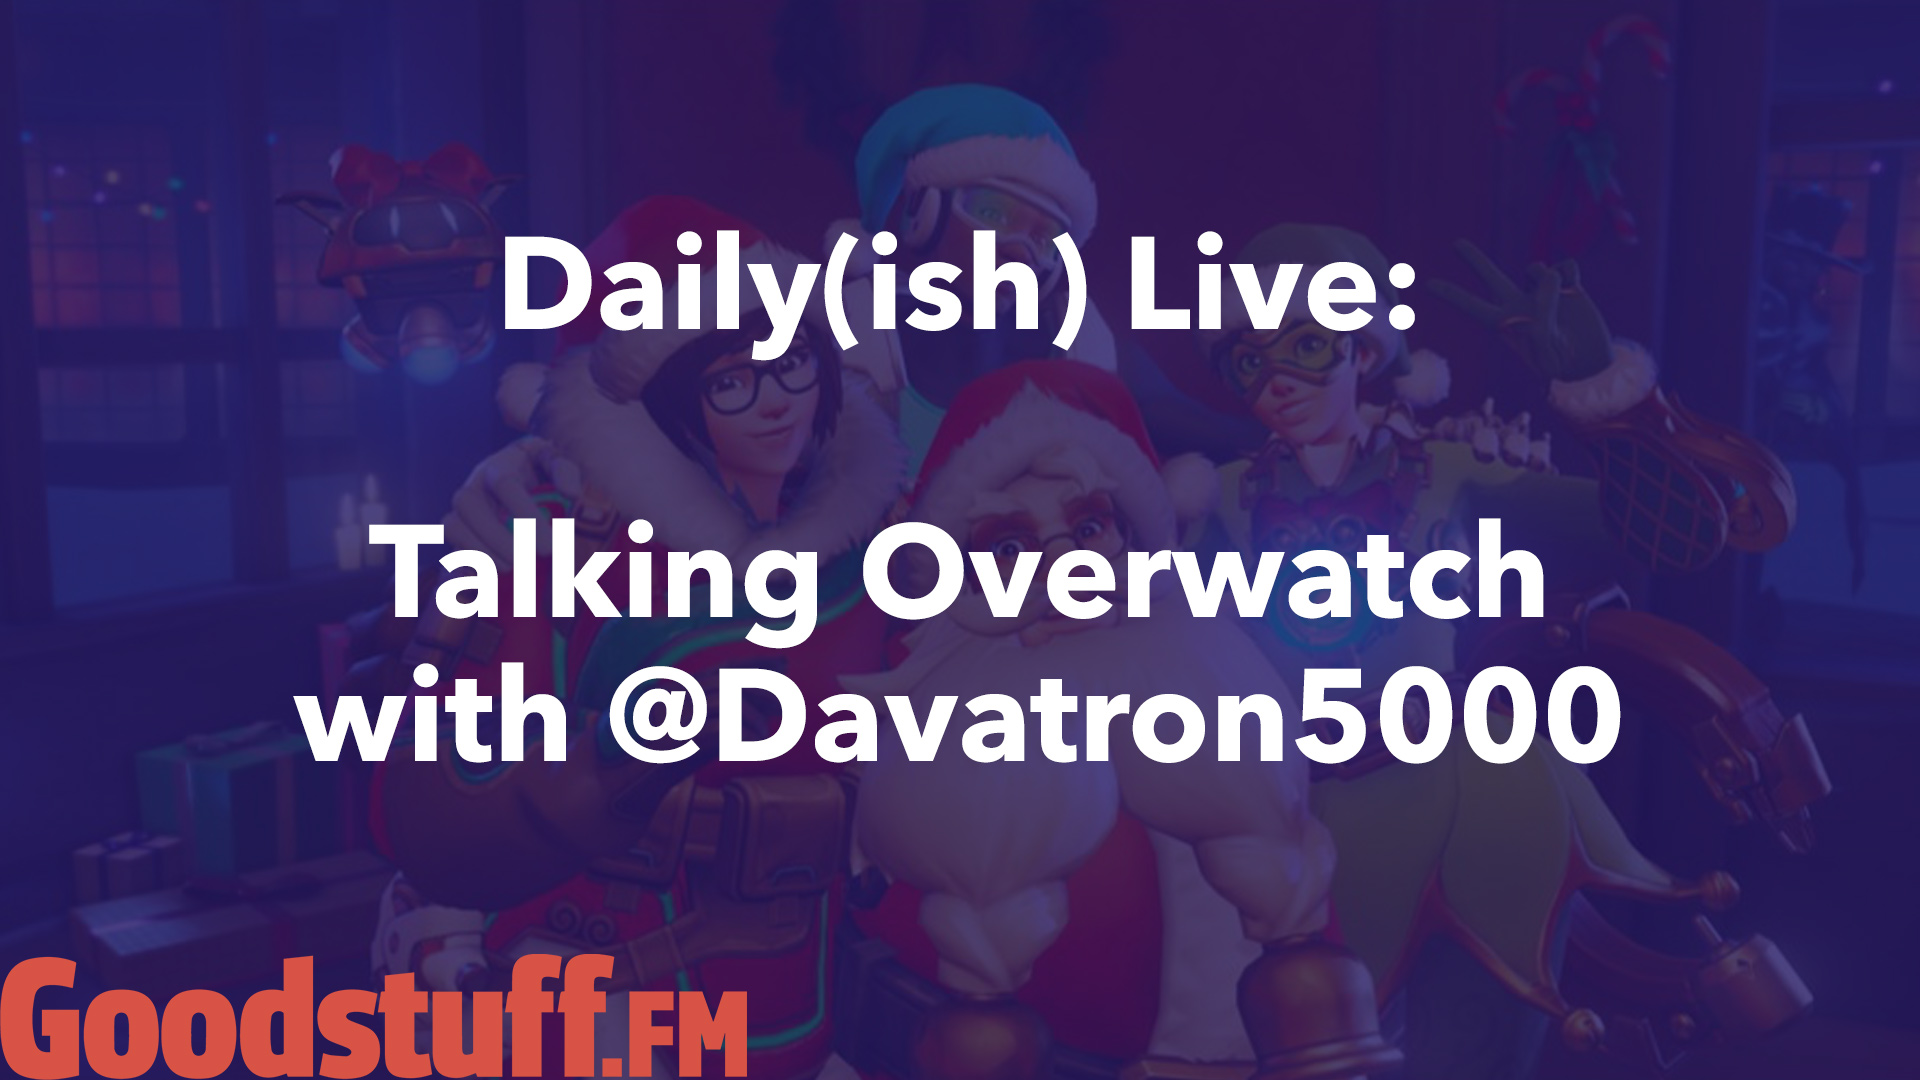 Daily(ish) Live:
Talking Overwatch
with @Davatron5000
Goodstuff.FM